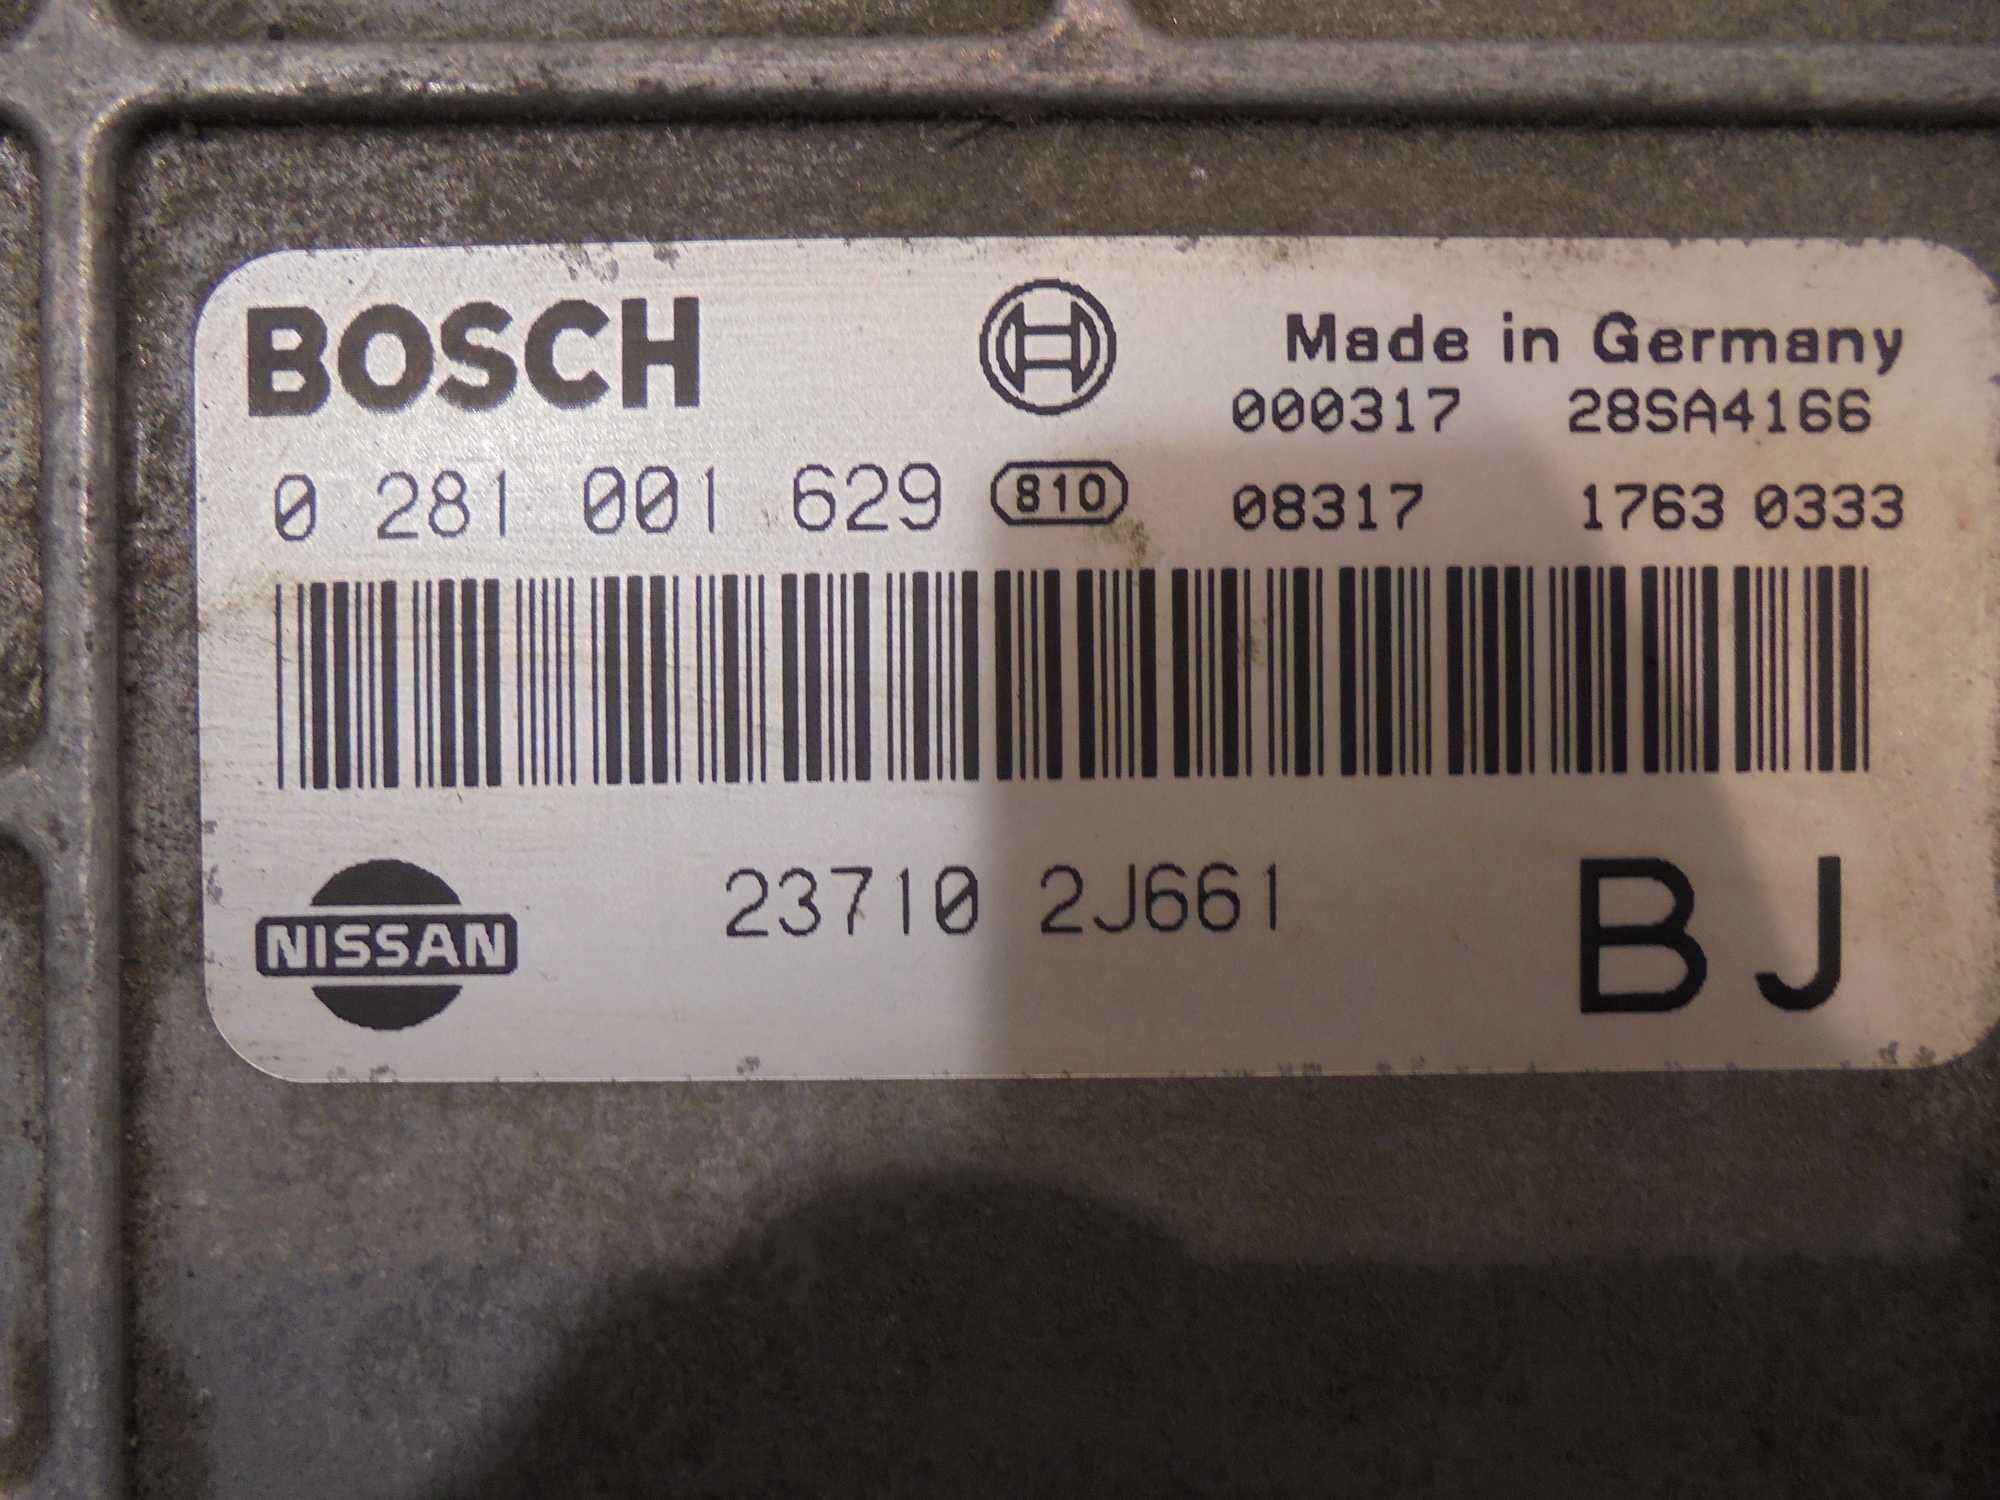 BOSCH
Made in Germany
000317 28SA4166
0 281 001 629 810 08317 1763 0333
NISSAN 23710 2J661 BJ